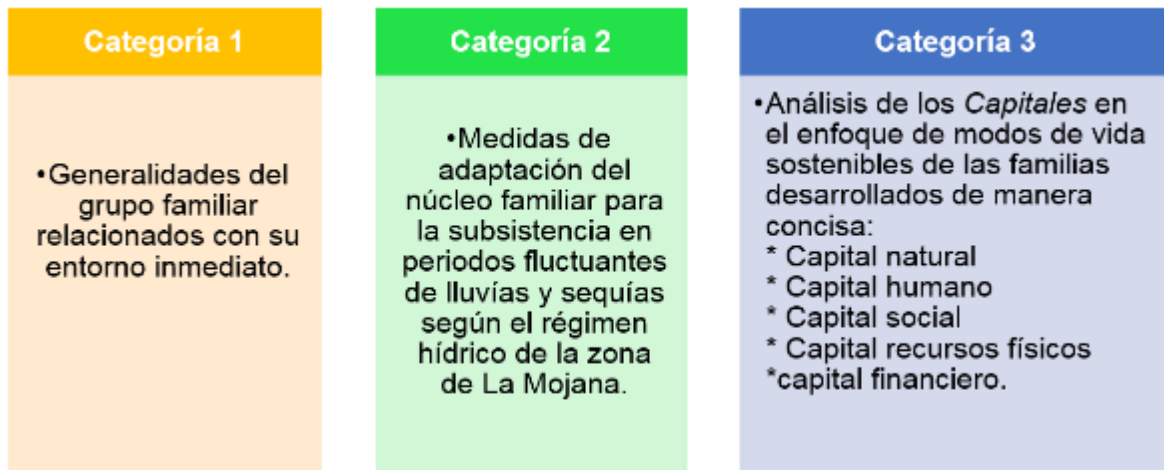 Categoría 1
•Generalidades del
grupo familiar
relacionados con su
entorno inmediato.
Categoría 2
•Medidas de
adaptación del
núcleo familiar para
la subsistencia en
periodos fluctuantes
de lluvías y sequías
según el régimen
hídrico de la zona
de La Mojana.
Categoría 3
•Análisis de los Capitales en
el enfoque de modos de vida
sostenibles de las familias
desarrollados de manera
concisa:
* Capital natural
* Capital humano
* Capital social
* Capital recursos físicos
*capital financiero.